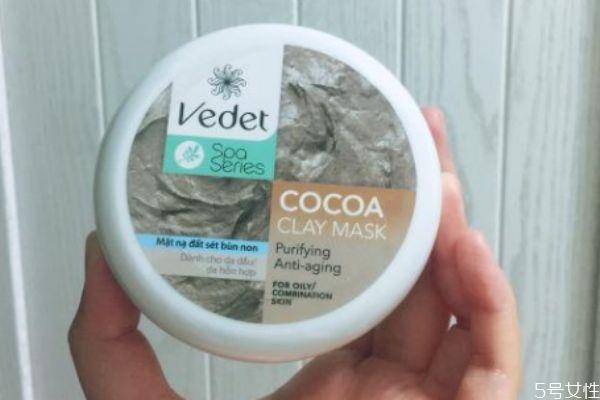 Vedet
Spa
Series
COCOA
CLAY MASK
Purifying
Anti-aging
FOR OILY/
COMBINATION
SKIN
Mặt nạ đất sét bùn non
Dành cho da dầu/
da hỗn hợp
5号女性